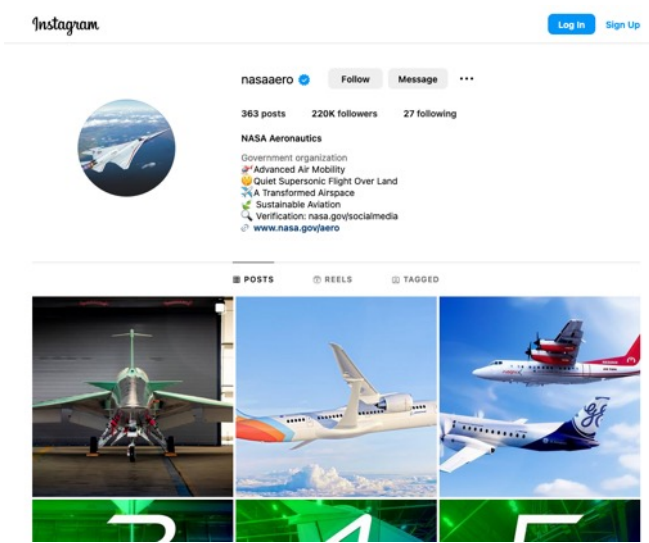 Instagram
Log In
Sign Up
nasaaero
Follow
Message
363 posts 220K followers 27 following
NASA Aeronautics
Government organization
Advanced Air Mobility
Quiet Supersonic Flight Over Land
A Transformed Airspace
Sustainable Aviation
Verification: nasa.gov/socialmedia
www.nasa.gov/aero
POSTS
REELS
TAGGED